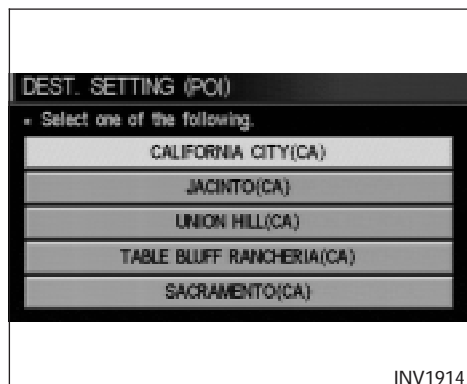 DEST. SETTING (POI)
▪ Select one of the following.
CALIFORNIA CITY(CA)
JACINTO(CA)
UNION HILL(CA)
TABLE BLUFF RANCHERIA(CA)
SACRAMENTO(CA)
INV1914